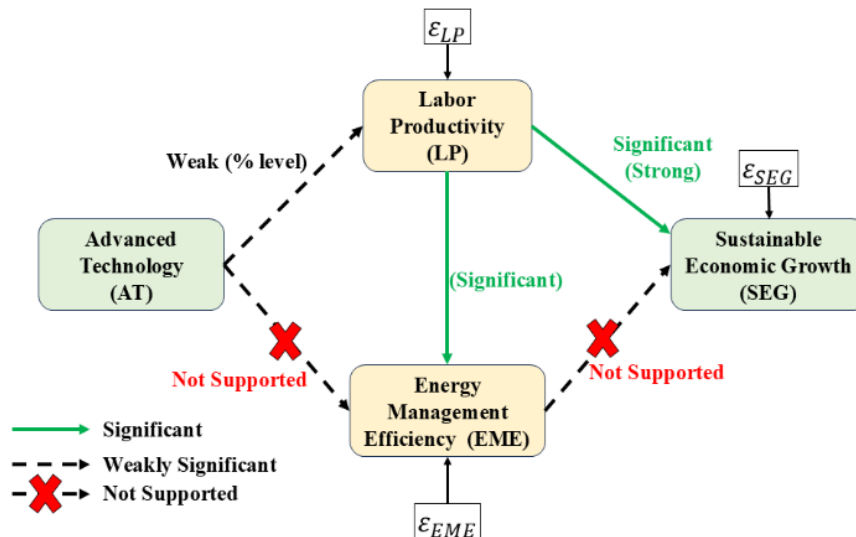 ε_LP
Labor
Productivity
(LP)
Weak (% level)
Significant
(Strong)
ε_SEG
Advanced
Technology
(AT)
(Significant)
Sustainable
Economic Growth
(SEG)
Not Supported
Not Supported
Energy
Management
Efficiency (EME)
Significant
Weakly Significant
Not Supported
ε_EME